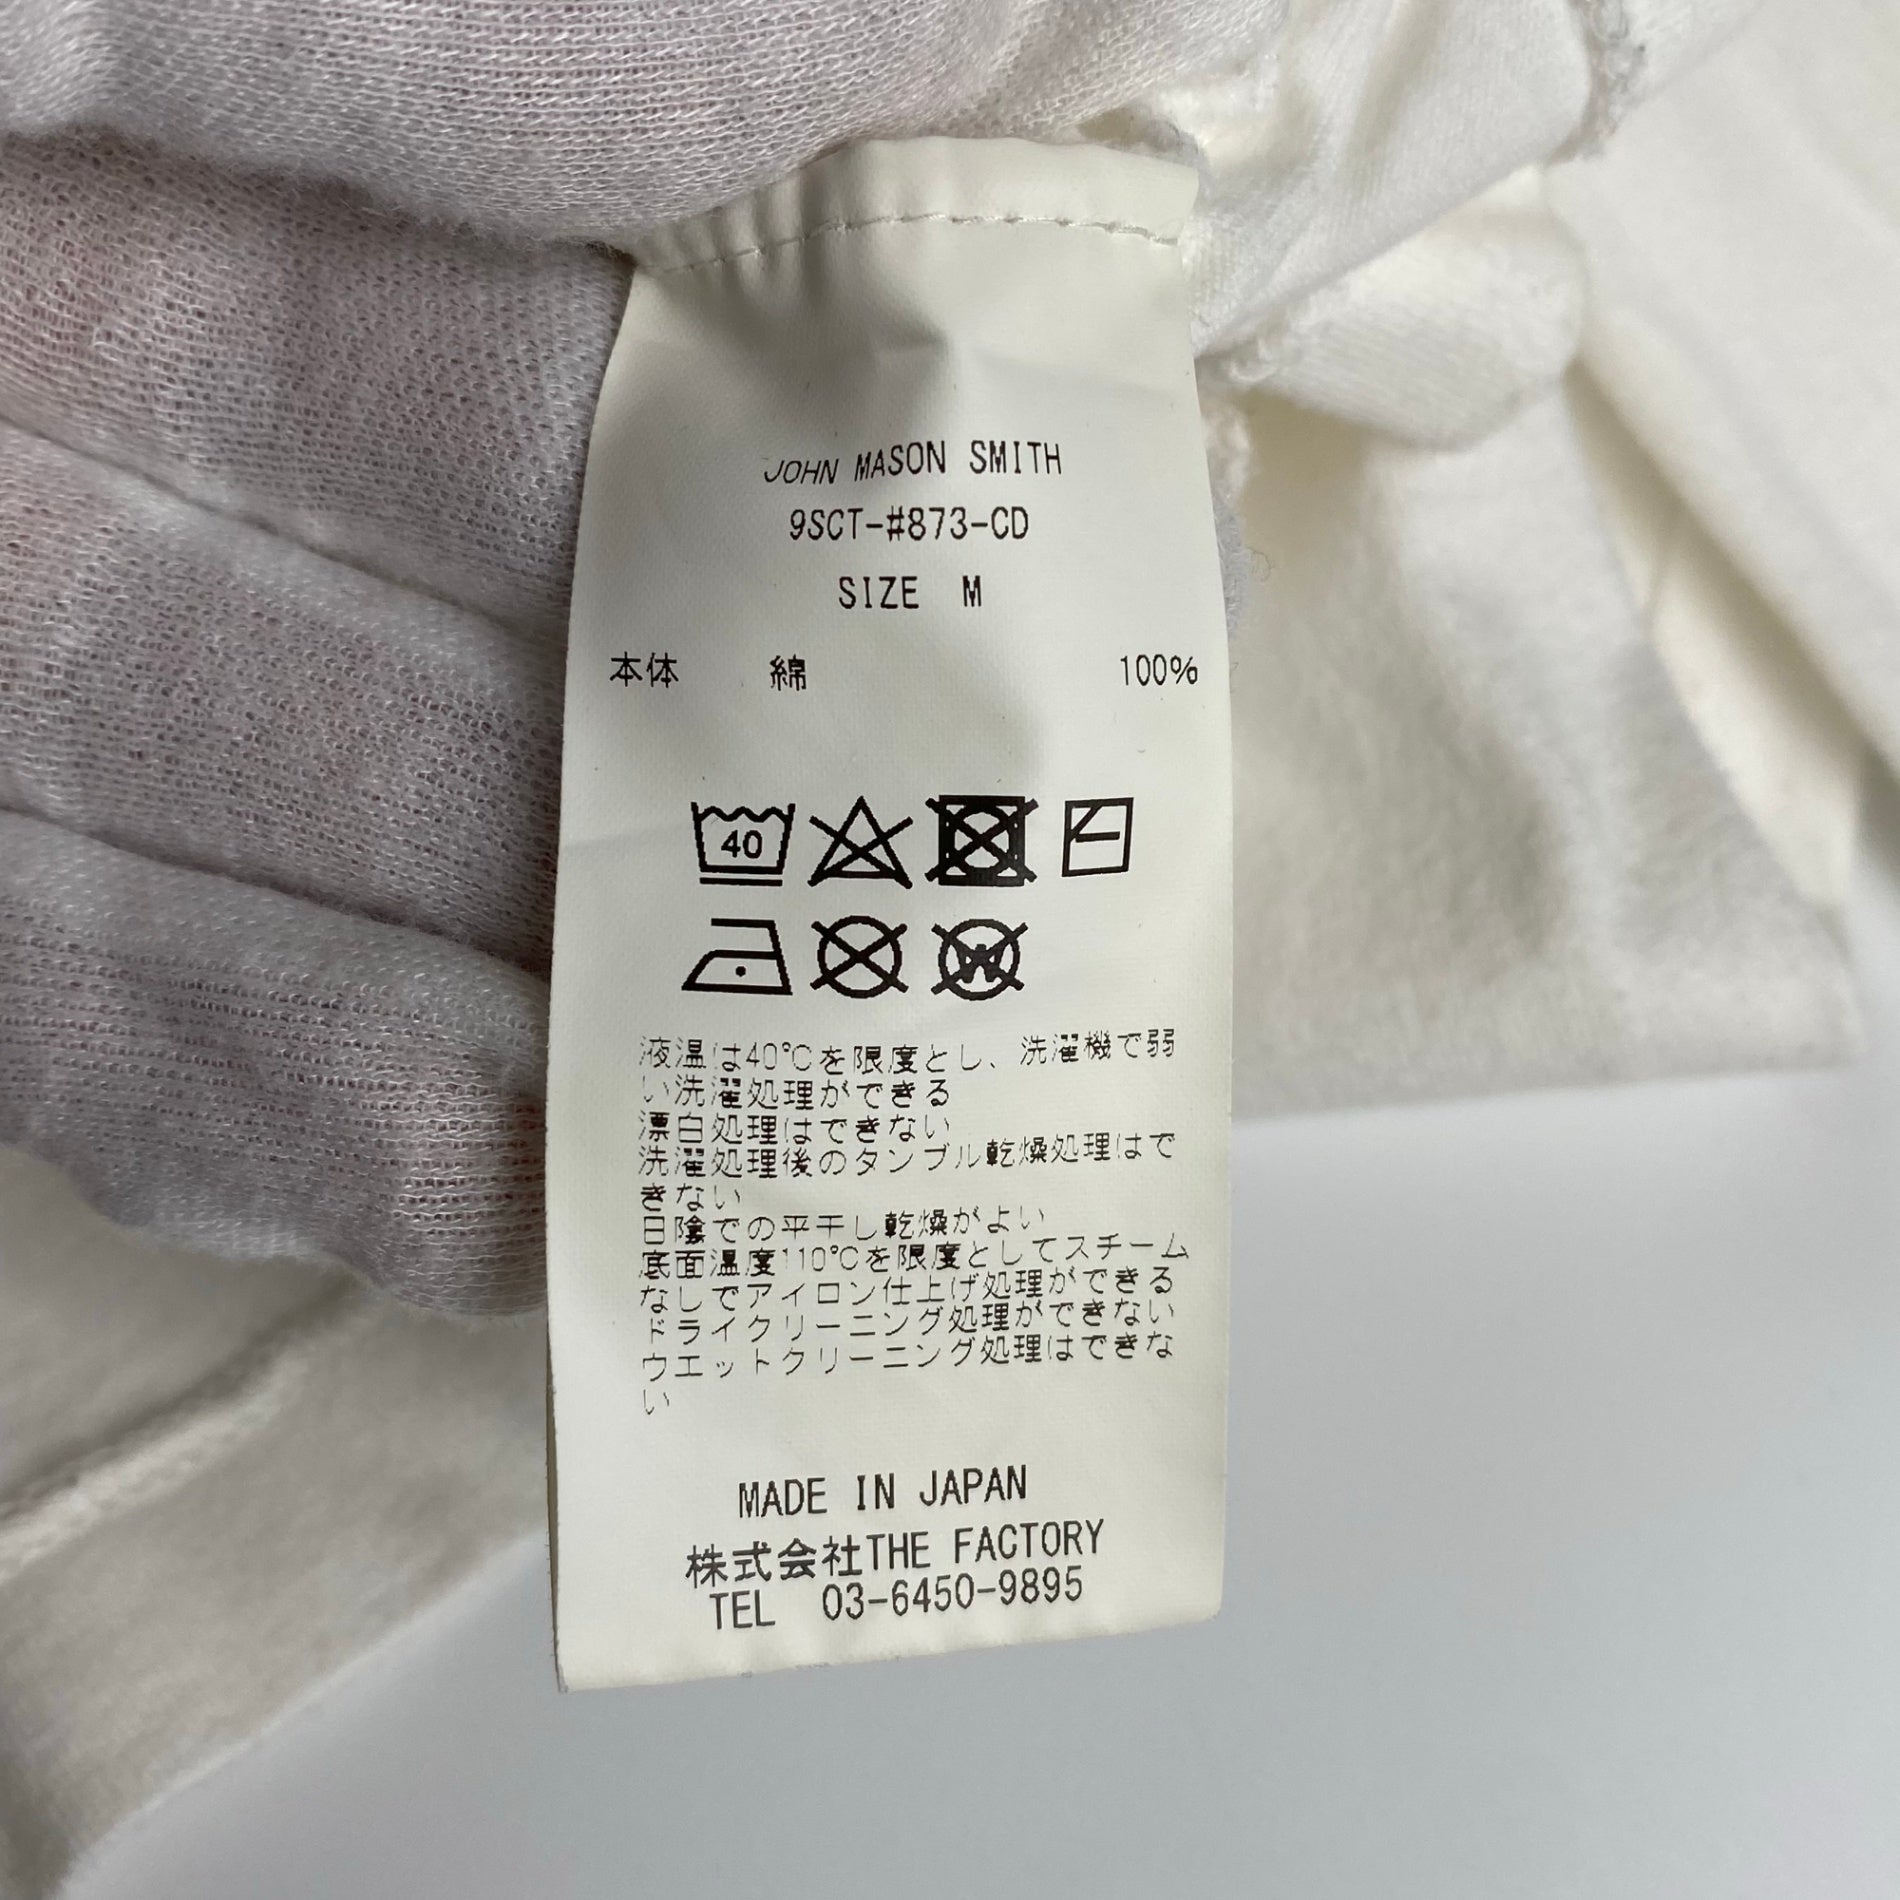 JOHN MASON SMITH
9SCT-#873-CD
SIZE M
本体 綿 100%
40
W
液温は40℃を限度とし、洗濯機で弱
い洗濯処理ができる
漂白処理はできない
洗濯処理後のタンブル乾燥処理はで
きない
日陰での平干し乾燥がよい
底面温度110℃を限度としてスチーム
なしでアイロン仕上げ処理ができる
ドライクリーニング処理ができない
ウエットクリーニング処理はできな
い
MADE IN JAPAN
株式会社THE FACTORY
TEL 03-6450-9895